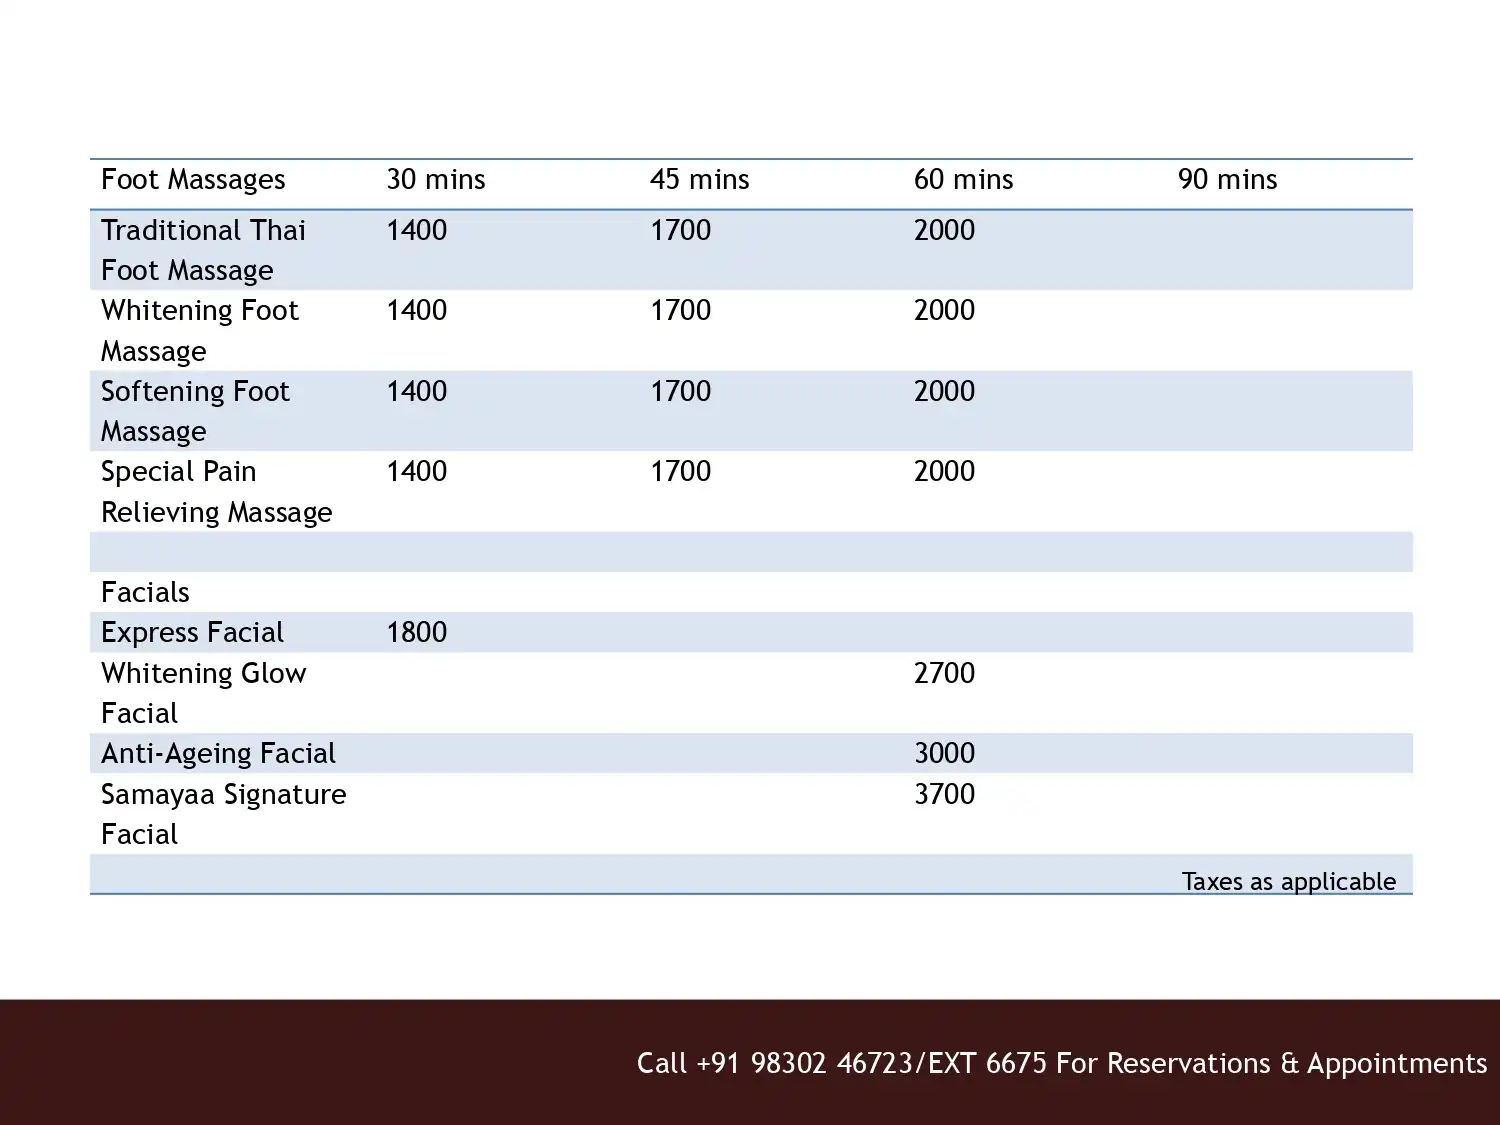 Foot Massages 30 mins 45 mins 60 mins 90 mins
Traditional Thai 1400 1700 2000
Foot Massage
Whitening Foot 1400 1700 2000
Massage
Softening Foot 1400 1700 2000
Massage
Special Pain 1400 1700 2000
Relieving Massage
Facials
Express Facial 1800
Whitening Glow 2700
Facial
Anti-Ageing Facial 3000
Samayaa Signature 3700
Facial
Taxes as applicable
Call +91 98302 46723/EXT 6675 For Reservations & Appointments